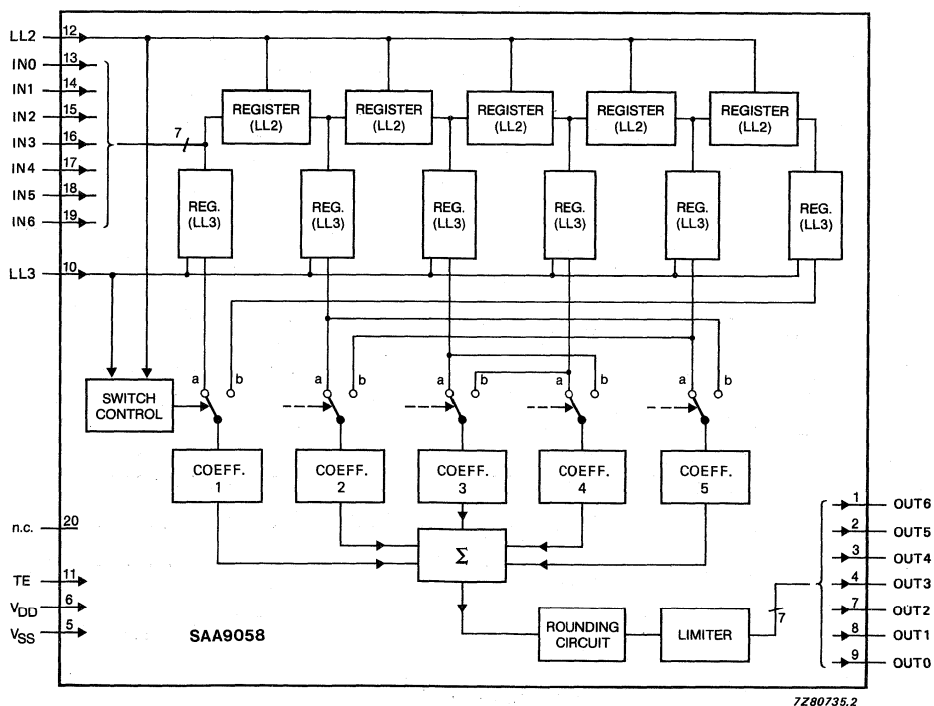 LL2 12
IN0 13
IN1 14
IN2 15
IN3 16
IN4 17
IN5 18
IN6 19
7
REGISTER
(LL2)
REGISTER
(LL2)
REGISTER
(LL2)
REGISTER
(LL2)
REGISTER
(LL2)
REG.
(LL3)
REG.
(LL3)
REG.
(LL3)
REG.
(LL3)
REG.
(LL3)
REG.
(LL3)
LL3 10
SWITCH
CONTROL
a b
a b
a b
a b
a b
COEFF.
1
COEFF.
2
COEFF.
3
COEFF.
4
COEFF.
5
Σ
n.c. 20
TE 11
VDD 6
VSS 5
SAA9058
ROUNDING
CIRCUIT
LIMITER
7
1 OUT6
2 OUT5
3 OUT4
4 OUT3
7 OUT2
8 OUT1
9 OUT0
7Z80735.2